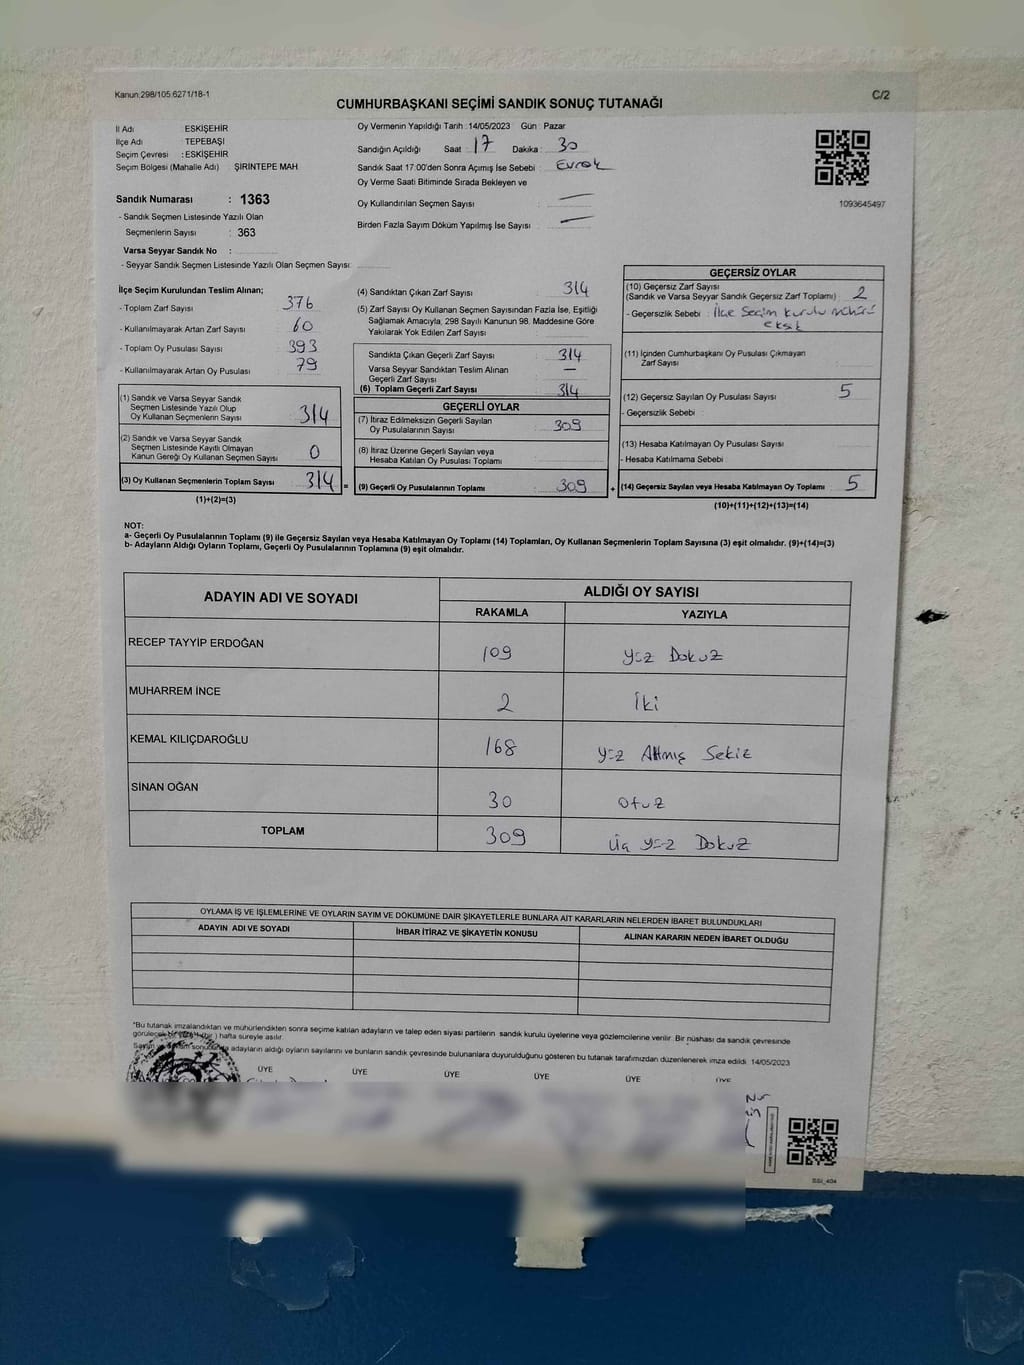 Kanun:298/105.6271/18-1
C/2
CUMHURBAŞKANI SEÇİMİ SANDIK SONUÇ TUTANAĞI
İl Adı : ESKİŞEHİR
İlçe Adı : TEPEBAŞI
Seçim Çevresi : ESKİŞEHİR
Seçim Bölgesi (Mahalle Adı) : ŞİRİNTEPE MAH
Sandık Numarası : 1363
- Sandık Seçmen Listesinde Yazılı Olan
Seçmenlerin Sayısı : 363
Varsa Seyyar Sandık No :
- Seyyar Sandık Seçmen Listesinde Yazılı Olan Seçmen Sayısı:
Oy Vermenin Yapıldığı Tarih : 14/05/2023 Gün : Pazar
Sandığın Açıldığı Saat : 17 Dakika : 30
Sandık Saat 17:00'den Sonra Açımış İse Sebebi : Evrak
Oy Verme Saati Bitiminde Sırada Bekleyen ve
Oy Kullandırılan Seçmen Sayısı : —
Birden Fazla Sayım Döküm Yapılmış İse Sayısı : —
1093645497
İlçe Seçim Kurulundan Teslim Alınan;
- Toplam Zarf Sayısı : 376
- Kullanılmayarak Artan Zarf Sayısı : 60
- Toplam Oy Pusulası Sayısı : 393
- Kullanılmayarak Artan Oy Pusulası : 79
(1) Sandık ve Varsa Seyyar Sandık
Seçmen Listesinde Yazılı Olup
Oy Kullanan Seçmenlerin Sayısı : 314
(2) Sandık ve Varsa Seyyar Sandık
Seçmen Listesinde Kayıtlı Olmayan
Kanun Gereği Oy Kullanan Seçmen Sayısı : 0
(3) Oy Kullanan Seçmenlerin Toplam Sayısı : 314 =
(1)+(2)=(3)
(4) Sandıktan Çıkan Zarf Sayısı : 314
(5) Zarf Sayısı Oy Kullanan Seçmen Sayısından Fazla İse, Eşitliği
Sağlamak Amacıyla, 298 Sayılı Kanunun 98. Maddesine Göre
Yakılarak Yok Edilen Zarf Sayısı :
Sandıkta Çıkan Geçerli Zarf Sayısı : 314
Varsa Seyyar Sandıktan Teslim Alınan
Geçerli Zarf Sayısı : —
(6) Toplam Geçerli Zarf Sayısı : 314
GEÇERLİ OYLAR
(7) İtiraz Edilmeksizin Geçerli Sayılan
Oy Pusulalarının Sayısı : 309
(8) İtiraz Üzerine Geçerli Sayılan veya
Hesaba Katılan Oy Pusulası Toplamı :
(9) Geçerli Oy Pusulalarının Toplamı : 309 +
GEÇERSİZ OYLAR
(10) Geçersiz Zarf Sayısı
(Sandık ve Varsa Seyyar Sandık Geçersiz Zarf Toplamı) : 2
- Geçersizlik Sebebi : İlçe Seçim kurulu mührü
eksik
(11) İçinden Cumhurbaşkanı Oy Pusulası Çıkmayan
Zarf Sayısı :
(12) Geçersiz Sayılan Oy Pusulası Sayısı : 5
- Geçersizlik Sebebi :
(13) Hesaba Katılmayan Oy Pusulası Sayısı :
- Hesaba Katılmama Sebebi :
(14) Geçersiz Sayılan veya Hesaba Katılmayan Oy Toplamı : 5
(10)+(11)+(12)+(13)=(14)
NOT:
a- Geçerli Oy Pusulalarının Toplamı (9) ile Geçersiz Sayılan veya Hesaba Katılmayan Oy Toplamı (14) Toplamları, Oy Kullanan Seçmenlerin Toplam Sayısına (3) eşit olmalıdır. (9)+(14)=(3)
b- Adayların Aldığı Oyların Toplamı, Geçerli Oy Pusulalarının Toplamına (9) eşit olmalıdır.
ADAYIN ADI VE SOYADI
ALDIĞI OY SAYISI
RAKAMLA YAZIYLA
RECEP TAYYİP ERDOĞAN 109 Yüz Dokuz
MUHARREM İNCE 2 İki
KEMAL KILIÇDAROĞLU 168 Yüz Altmış Sekiz
SİNAN OĞAN 30 Otuz
TOPLAM 309 Üç Yüz Dokuz
OYLAMA İŞ VE İŞLEMLERİNE VE OYLARIN SAYIM VE DÖKÜMÜNE DAİR ŞİKAYETLERLE BUNLARA AİT KARARLARIN NELERDEN İBARET BULUNDUKLARI
ADAYIN ADI VE SOYADI İHBAR İTİRAZ VE ŞİKAYETİN KONUSU ALINAN KARARIN NEDEN İBARET OLDUĞU
*Bu tutanak imzalandıktan ve mühürlendikten sonra seçime katılan adayların ve talep eden siyasi partilerin sandık kurulu üyelerine veya gözlemcilerine verilir. Bir nüshası da sandık çevresinde
hafta süreyle asılır.
adayların aldığı oyların sayılarını ve bunların sandık çevresinde bulunanlara duyurulduğunu gösteren bu tutanak tarafımızdan düzenlenerek imza edildi. 14/05/2023
ÜYE ÜYE ÜYE ÜYE ÜYE ÜYE
Nur
SSİ_404